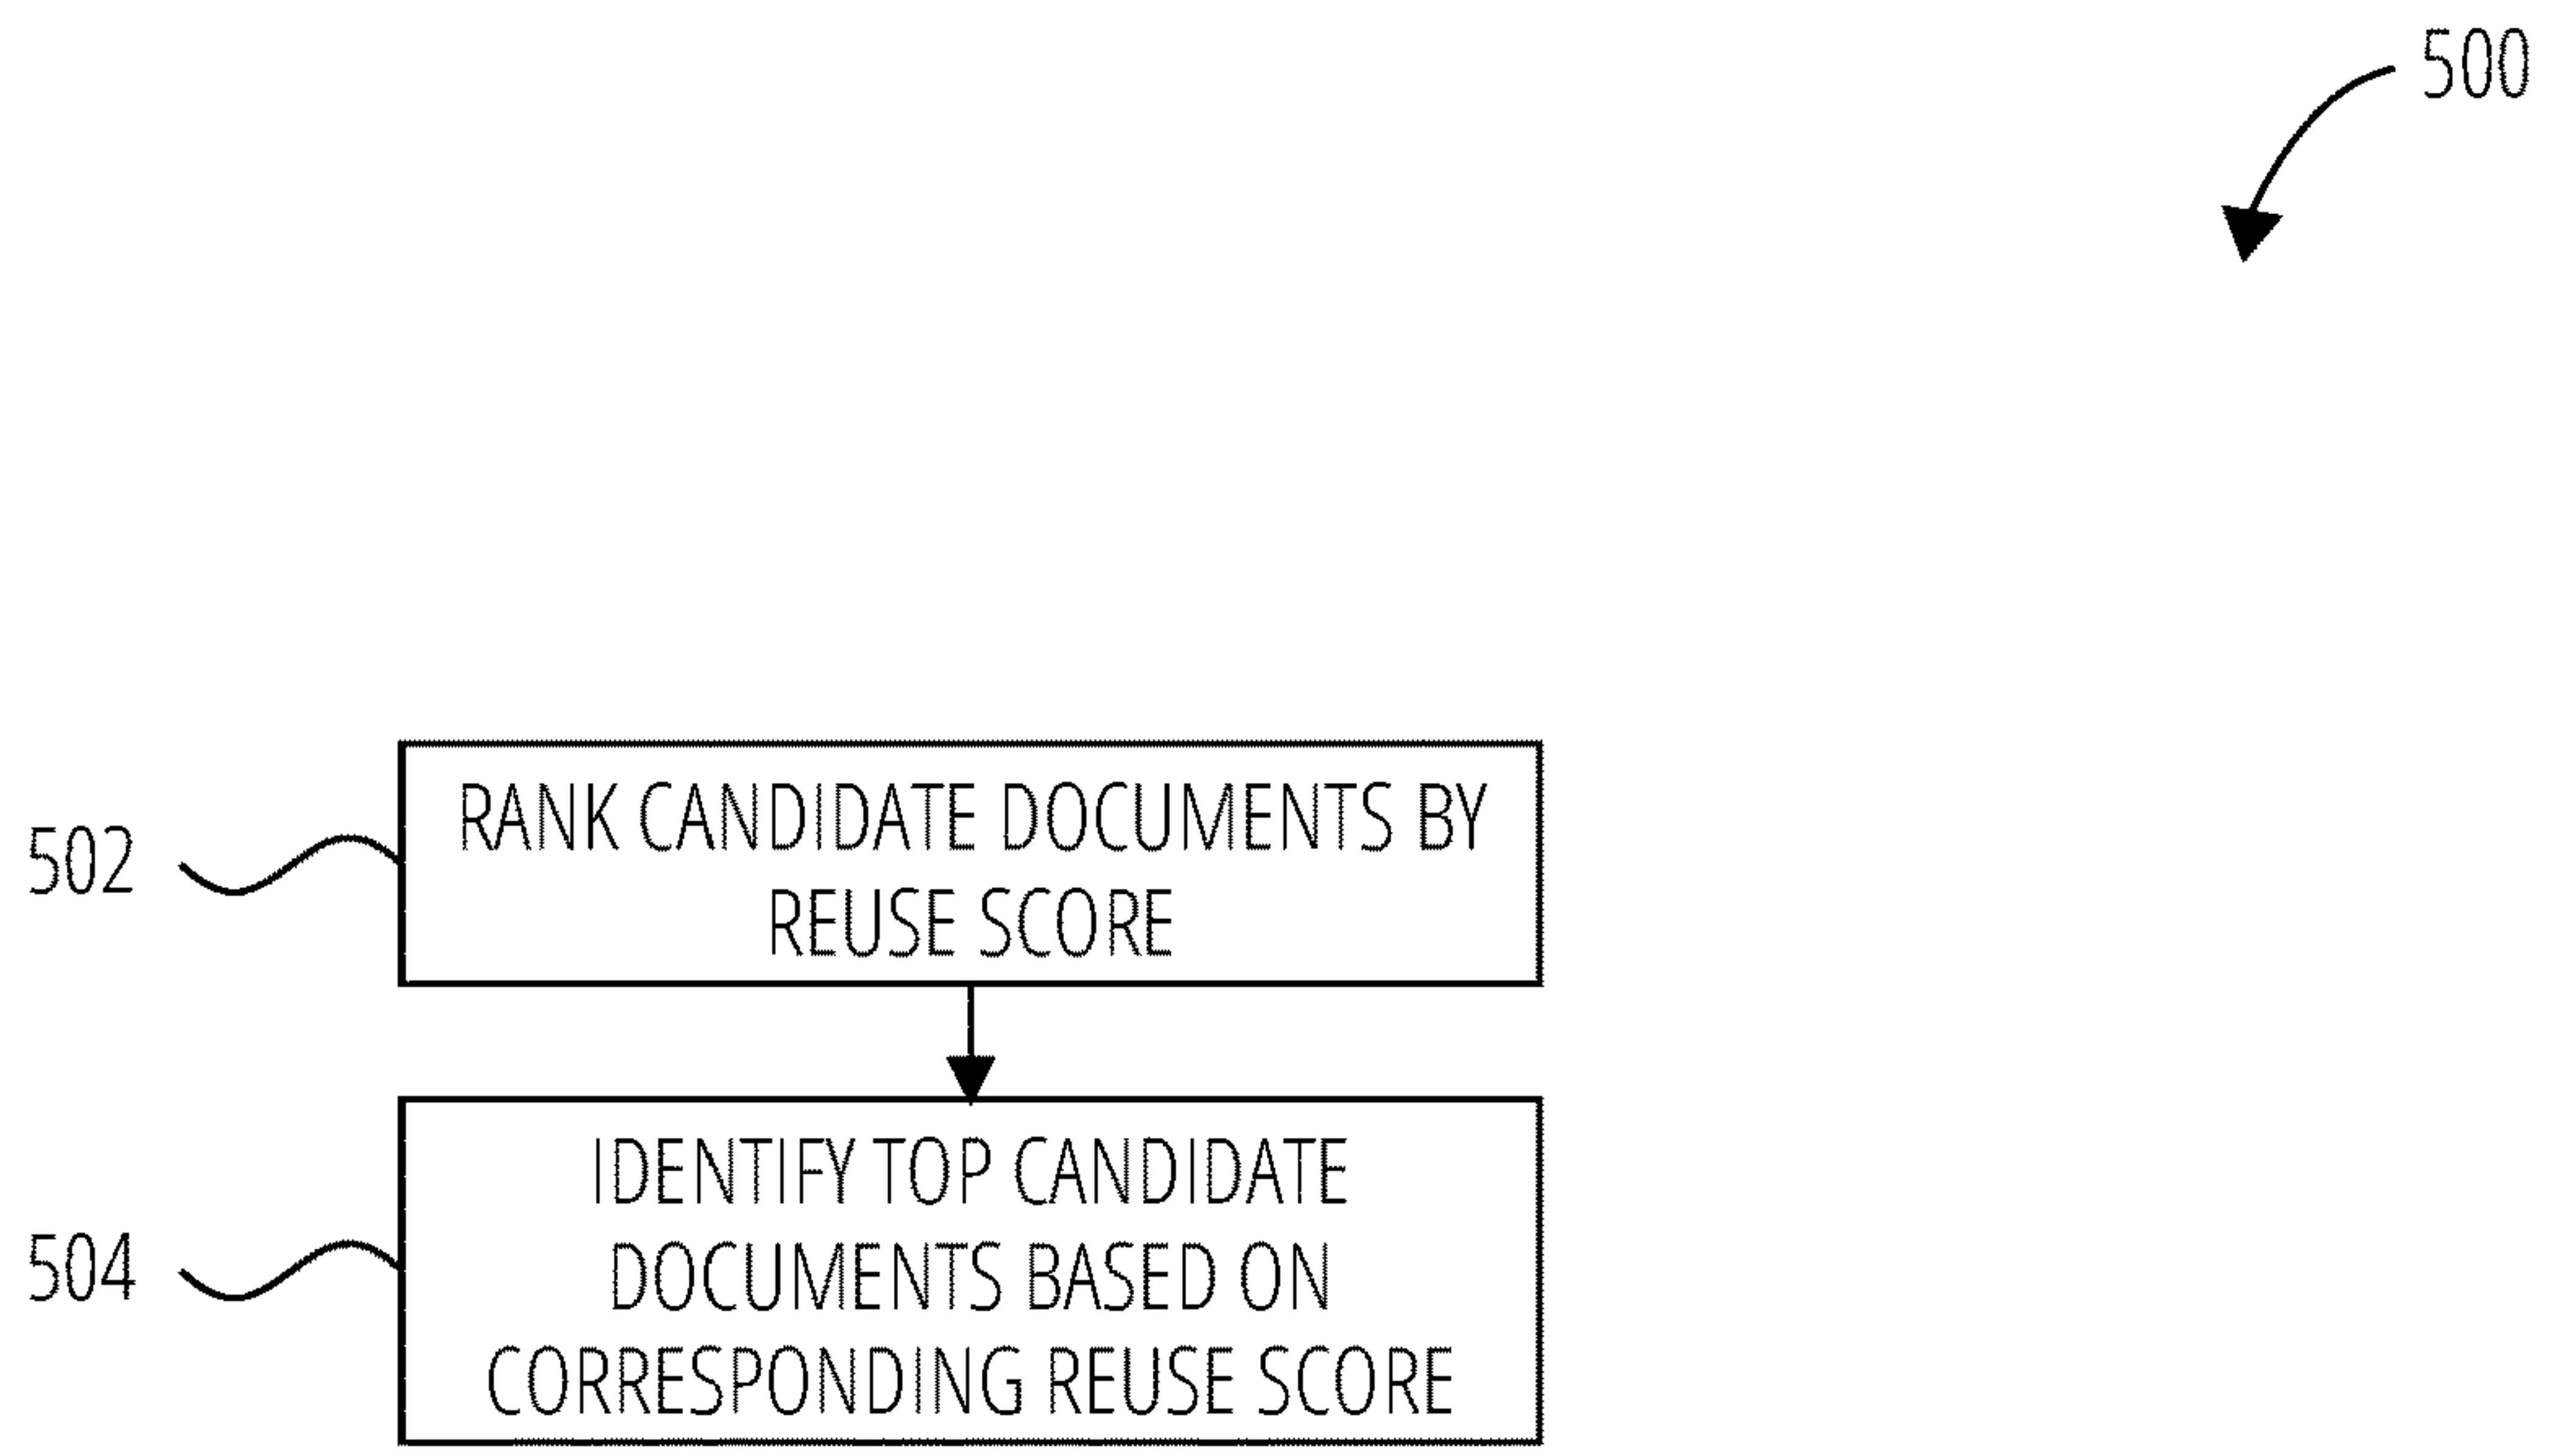 500
RANK CANDIDATE DOCUMENTS BY
REUSE SCORE
502
IDENTIFY TOP CANDIDATE
DOCUMENTS BASED ON
CORRESPONDING REUSE SCORE
504